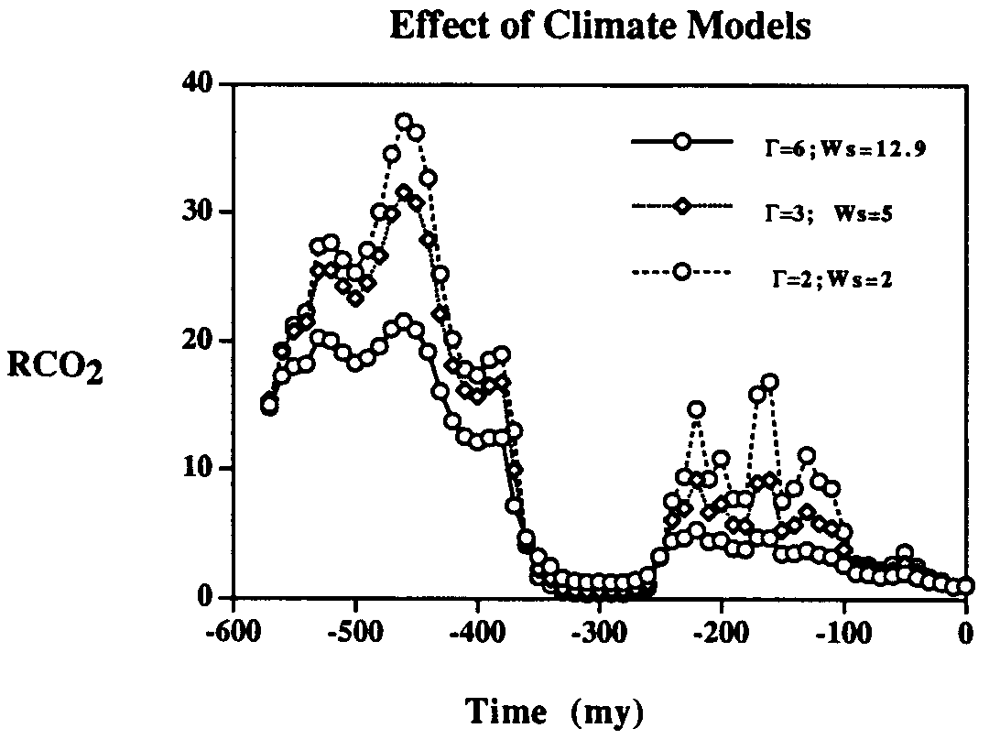 Effect of Climate Models
40
30
20
10
0
RCO2
Γ=6;Ws=12.9
Γ=3; Ws=5
Γ=2;Ws=2
-600 -500 -400 -300 -200 -100 0
Time (my)